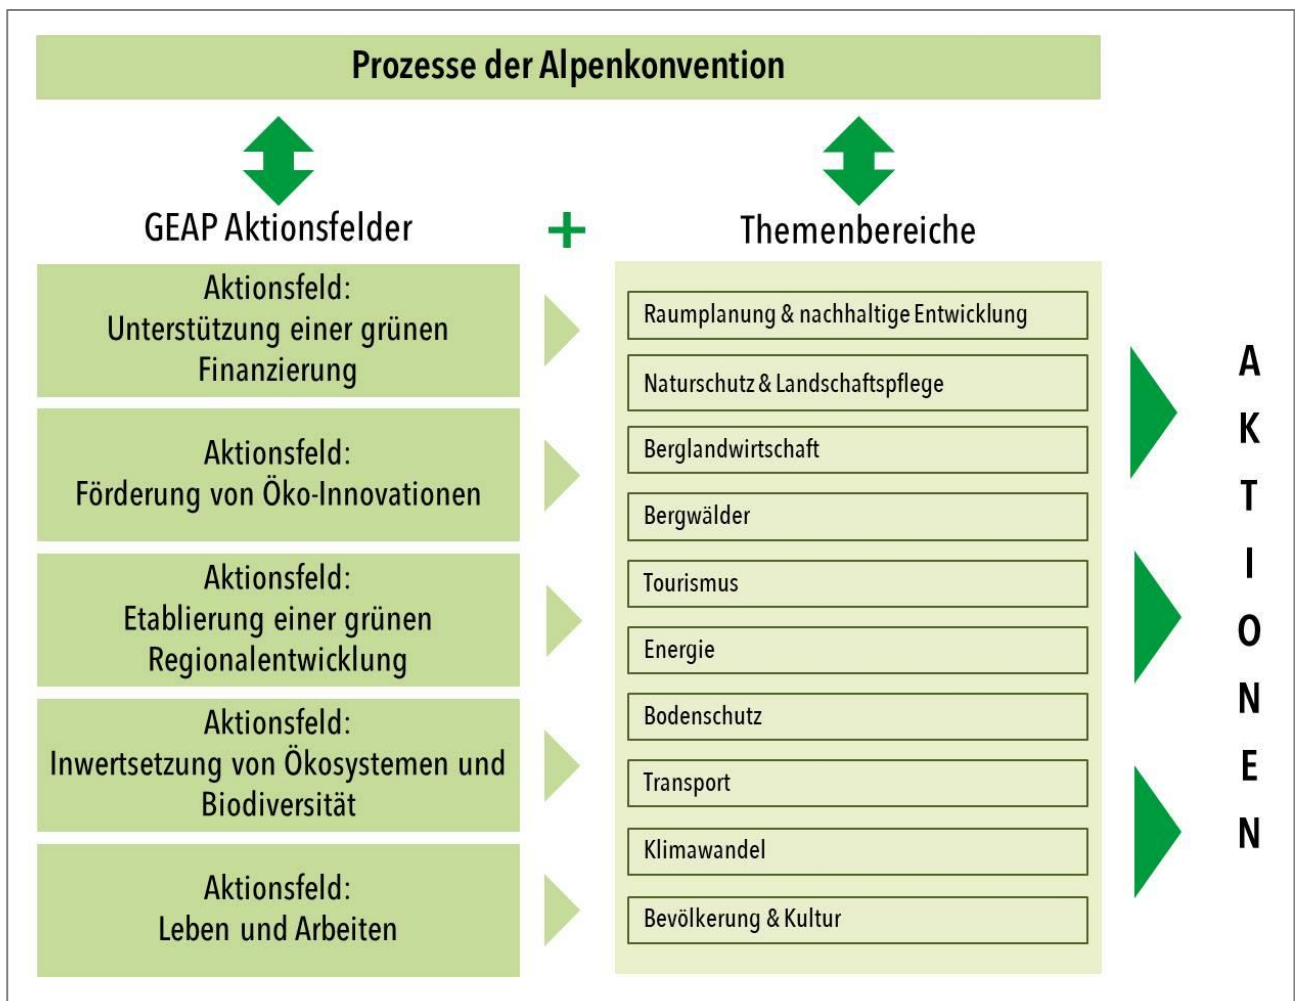 Prozesse der Alpenkonvention
GEAP Aktionsfelder
+
Themenbereiche
Aktionsfeld:
Unterstützung einer grünen
Finanzierung
Aktionsfeld:
Förderung von Öko-Innovationen
Aktionsfeld:
Etablierung einer grünen
Regionalentwicklung
Aktionsfeld:
Inwertsetzung von Ökosystemen und
Biodiversität
Aktionsfeld:
Leben und Arbeiten
Raumplanung & nachhaltige Entwicklung
Naturschutz & Landschaftspflege
Berglandwirtschaft
Bergwälder
Tourismus
Energie
Bodenschutz
Transport
Klimawandel
Bevölkerung & Kultur
AKTIONEN